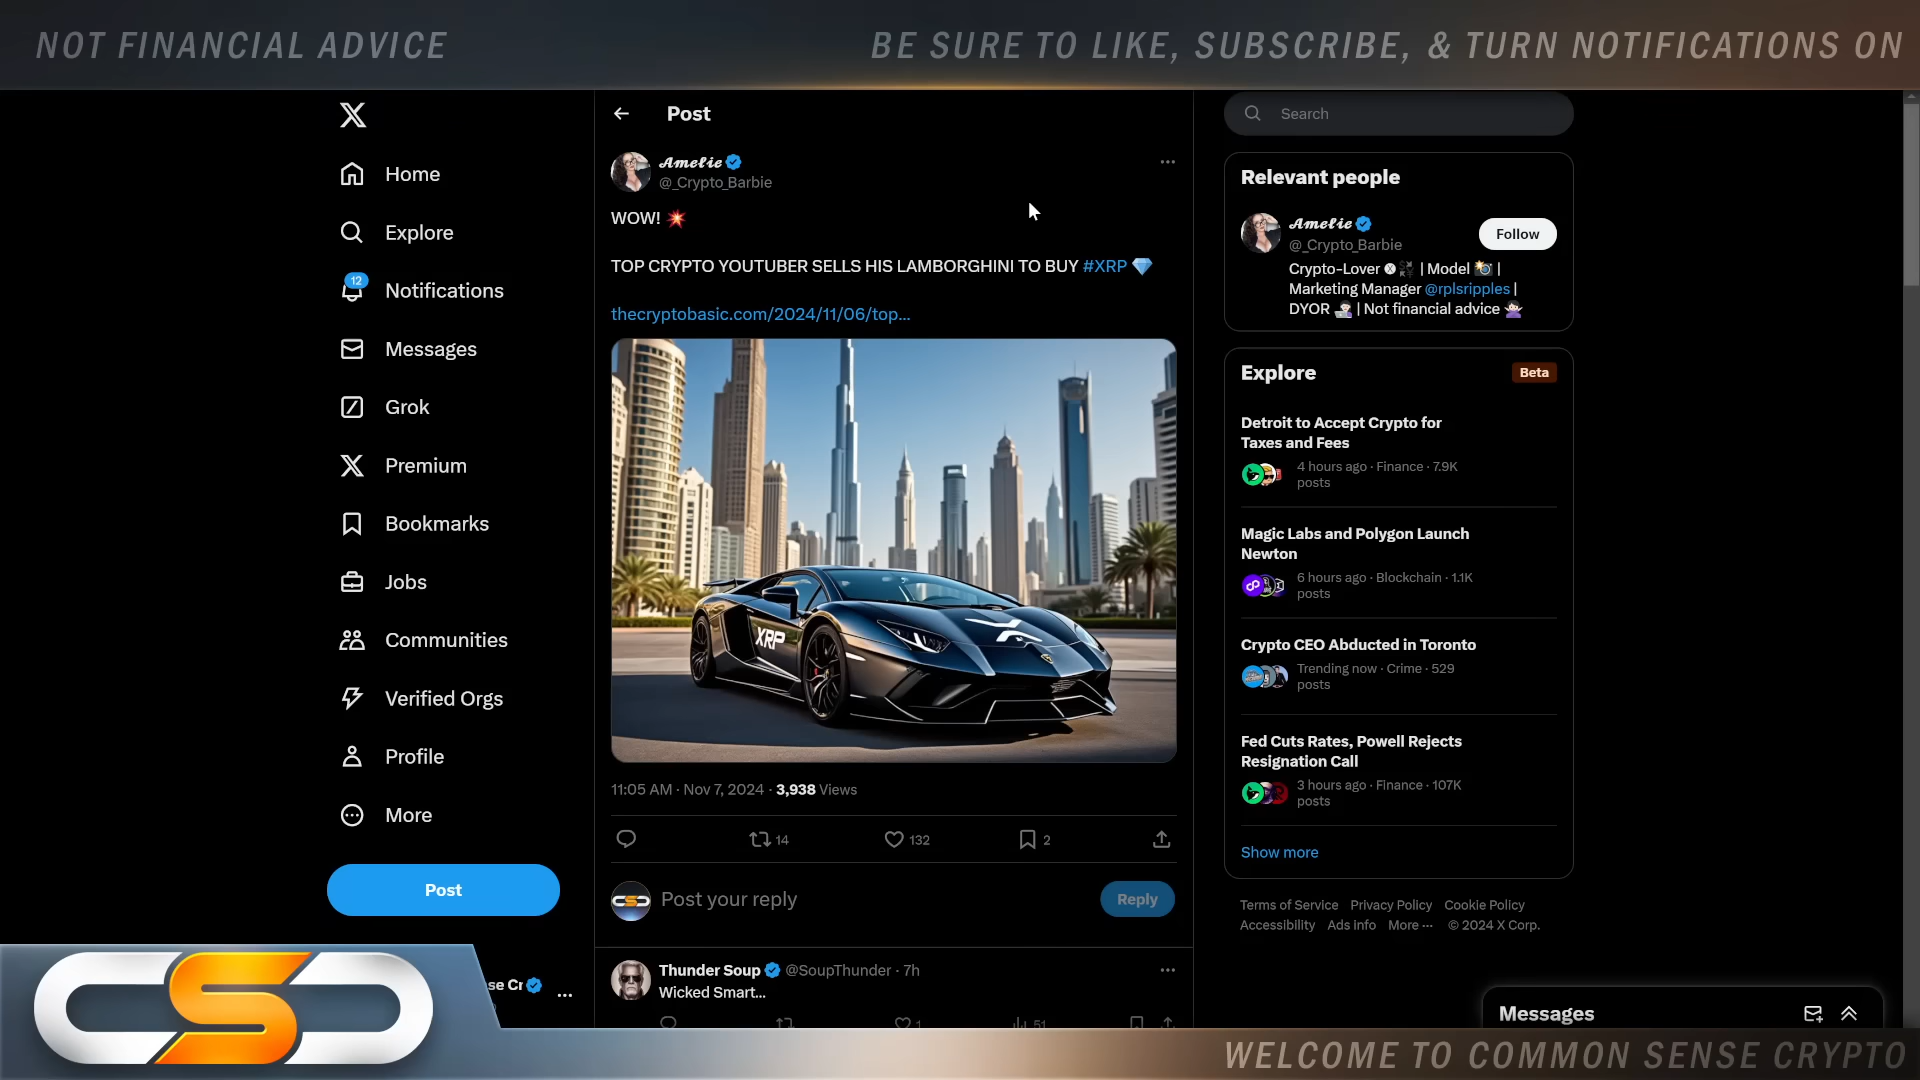 NOT FINANCIAL ADVICE
BE SURE TO LIKE, SUBSCRIBE, & TURN NOTIFICATIONS ON
Home
Explore
12
Notifications
Messages
Grok
Premium
Bookmarks
Jobs
Communities
Verified Orgs
Profile
More
Post
se Cr
Post
Amelie
@_Crypto_Barbie
WOW! 💥
TOP CRYPTO YOUTUBER SELLS HIS LAMBORGHINI TO BUY #XRP 💎
thecryptobasic.com/2024/11/06/top...
XRP
11:05 AM · Nov 7, 2024 · 3,938 Views
14
132
2
Post your reply
Reply
Thunder Soup @SoupThunder · 7h
Wicked Smart...
1
51
Search
Relevant people
Amelie
@_Crypto_Barbie
Follow
Crypto-Lover | Model 📸 |
Marketing Manager @rplsripples |
DYOR | Not financial advice
Explore
Beta
Detroit to Accept Crypto for
Taxes and Fees
4 hours ago · Finance · 7.9K
posts
Magic Labs and Polygon Launch
Newton
6 hours ago · Blockchain · 1.1K
posts
Crypto CEO Abducted in Toronto
Trending now · Crime · 529
posts
Fed Cuts Rates, Powell Rejects
Resignation Call
3 hours ago · Finance · 107K
posts
Show more
Terms of Service Privacy Policy Cookie Policy
Accessibility Ads info More ··· © 2024 X Corp.
Messages
CSC
WELCOME TO COMMON SENSE CRYPTO